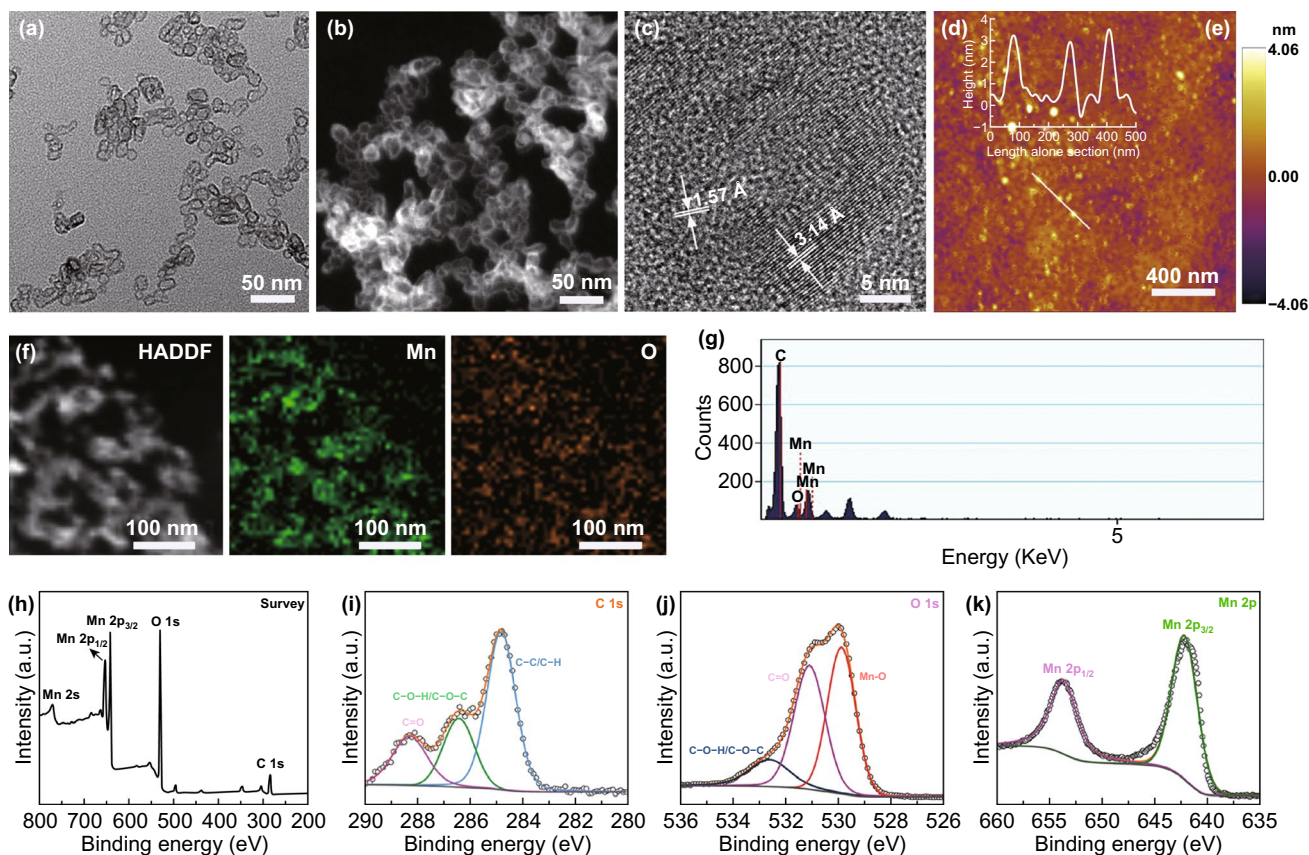 (a)
50 nm
(b)
50 nm
(c)
1.57 Å
3.14 Å
5 nm
(d)
Height (nm)
4
3
2
1
0
−1
0 100 200 300 400 500
Length alone section (nm)
400 nm
(e)
nm
4.06
0.00
−4.06
(f)
HADDF
100 nm
Mn
100 nm
O
100 nm
(g)
Counts
800
600
400
200
C
Mn
Mn
O Mn
5
Energy (KeV)
(h)
Survey
Intensity (a.u.)
Mn 2s
Mn 2p1/2
Mn 2p3/2
O 1s
C 1s
800 700 600 500 400 300 200
Binding energy (eV)
(i)
C 1s
Intensity (a.u.)
C=O
C−O−H/C−O−C
C−C/C−H
290 288 286 284 282 280
Binding energy (eV)
(j)
O 1s
Intensity (a.u.)
C−O−H/C−O−C
C=O
Mn-O
536 534 532 530 528 526
Binding energy (eV)
(k)
Mn 2p
Intensity (a.u.)
Mn 2p1/2
Mn 2p3/2
660 655 650 645 640 635
Binding energy (eV)